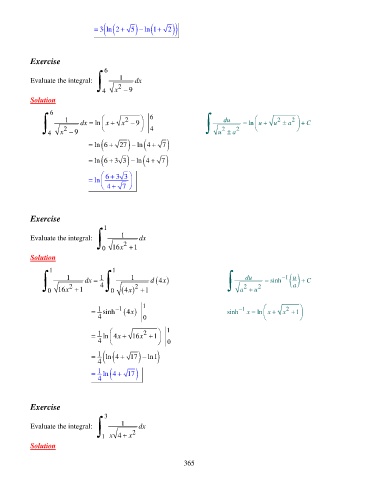 = 3(ln(2 + √5) − ln(1 + √2))
Exercise
Evaluate the integral: ∫₄⁶ 1/√(x² − 9) dx
Solution
∫₄⁶ 1/√(x² − 9) dx = ln(x + √(x² − 9)) |₄⁶ ∫ du/√(u² ± a²) = ln(u + √(u² ± a²)) + C
= ln(6 + √27) − ln(4 + √7)
= ln(6 + 3√3) − ln(4 + √7)
= ln((6 + 3√3)/(4 + √7))
Exercise
Evaluate the integral: ∫₀¹ 1/√(16x² + 1) dx
Solution
∫₀¹ 1/√(16x² + 1) dx = 1/4 ∫₀¹ 1/√((4x)² + 1) d(4x) ∫ du/√(a² + u²) = sinh⁻¹(u/a) + C
= 1/4 sinh⁻¹(4x) |₀¹ sinh⁻¹ x = ln(x + √(x² + 1))
= 1/4 ln(4x + √(16x² + 1)) |₀¹
= 1/4 (ln(4 + √17) − ln1)
= 1/4 ln(4 + √17)
Exercise
Evaluate the integral: ∫₁³ 1/(x√(4 + x²)) dx
Solution
365